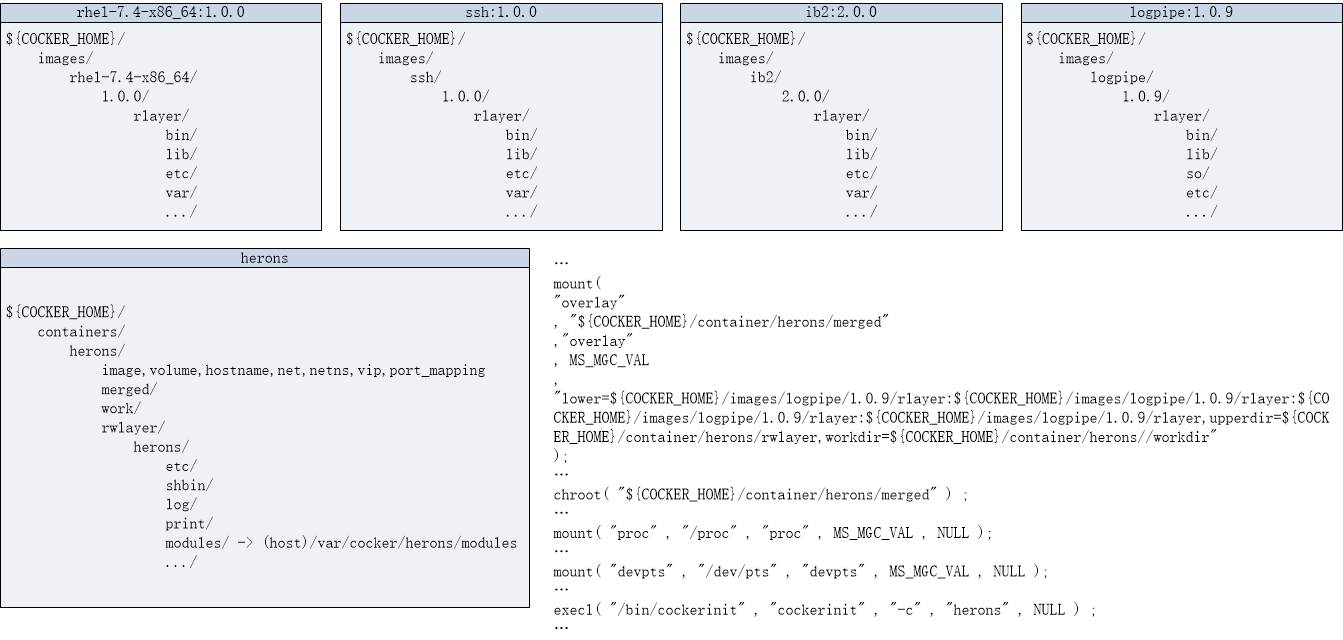 rhel-7.4-x86_64:1.0.0
${COCKER_HOME}/
images/
rhel-7.4-x86_64/
1.0.0/
rlayer/
bin/
lib/
etc/
var/
.../
ssh:1.0.0
${COCKER_HOME}/
images/
ssh/
1.0.0/
rlayer/
bin/
lib/
etc/
var/
.../
ib2:2.0.0
${COCKER_HOME}/
images/
ib2/
2.0.0/
rlayer/
bin/
lib/
etc/
var/
.../
logpipe:1.0.9
${COCKER_HOME}/
images/
logpipe/
1.0.9/
rlayer/
bin/
lib/
so/
etc/
.../
herons
${COCKER_HOME}/
containers/
herons/
image,volume,hostname,net,netns,vip,port_mapping
merged/
work/
rwlayer/
herons/
etc/
shbin/
log/
print/
modules/ -> (host)/var/cocker/herons/modules
.../
...
mount(
"overlay"
, "${COCKER_HOME}/container/herons/merged"
,"overlay"
, MS_MGC_VAL
,
"lower=${COCKER_HOME}/images/logpipe/1.0.9/rlayer:${COCKER_HOME}/images/logpipe/1.0.9/rlayer:${CO
CKER_HOME}/images/logpipe/1.0.9/rlayer:${COCKER_HOME}/images/logpipe/1.0.9/rlayer,upperdir=${COCK
ER_HOME}/container/herons/rwlayer,workdir=${COCKER_HOME}/container/herons//workdir"
);
...
chroot( "${COCKER_HOME}/container/herons/merged" ) ;
...
mount( "proc" , "/proc" , "proc" , MS_MGC_VAL , NULL );
...
mount( "devpts" , "/dev/pts" , "devpts" , MS_MGC_VAL , NULL );
...
execl( "/bin/cockerinit" , "cockerinit" , "-c" , "herons" , NULL ) ;
...